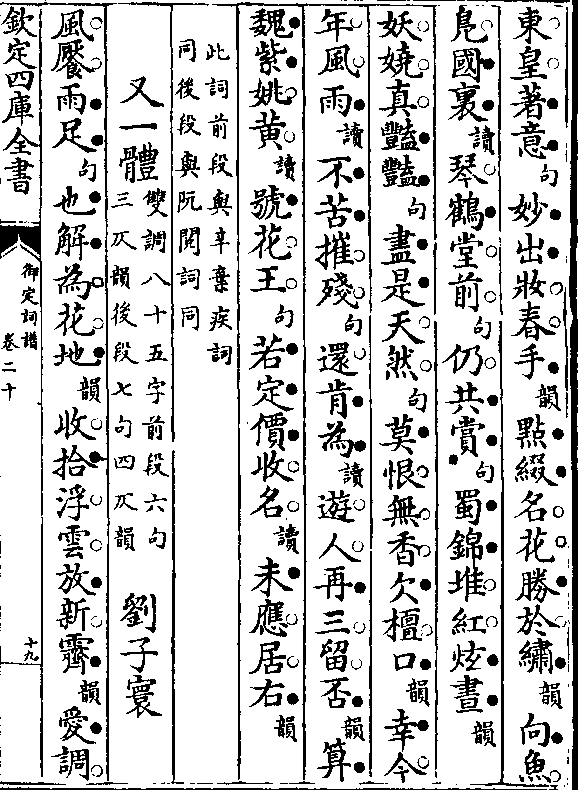 東皇著意句妙出妝春手韻點綴名花勝於繡韻向魚
鳬國裏讀琴鶴堂前句仍共賞句蜀錦堆紅炫晝韻
妖嬈真豔豔句盡是天然句莫恨無香欠檀口韻幸今
年風雨讀不苦摧殘句還肯為讀遊人再三留否韻算
魏紫姚黄讀號花王句若定價收名讀未應居右韻
此詞前段與辛棄疾詞
同後段與阮閱詞同
又一體雙調八十五字前段六句
三仄韻後段七句四仄韻 劉子寰
風饜雨足句也解為花地韻收拾浮雲放新霽韻愛調
欽定四庫全書
御定詞譜
卷二十
十九